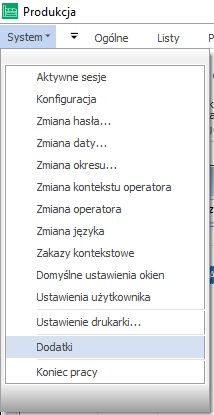 Produkcja
System Ogólne Listy
Aktywne sesje
Konfiguracja
Zmiana hasła...
Zmiana daty...
Zmiana okresu...
Zmiana kontekstu operatora
Zmiana operatora
Zmiana języka
Zakazy kontekstowe
Domyślne ustawienia okien
Ustawienia użytkownika
Ustawienie drukarki...
Dodatki
Koniec pracy